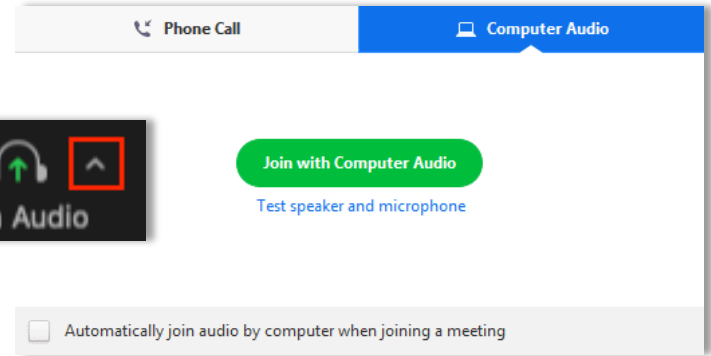 Phone Call
Computer Audio
Join with Computer Audio
Test speaker and microphone
Audio
Automatically join audio by computer when joining a meeting